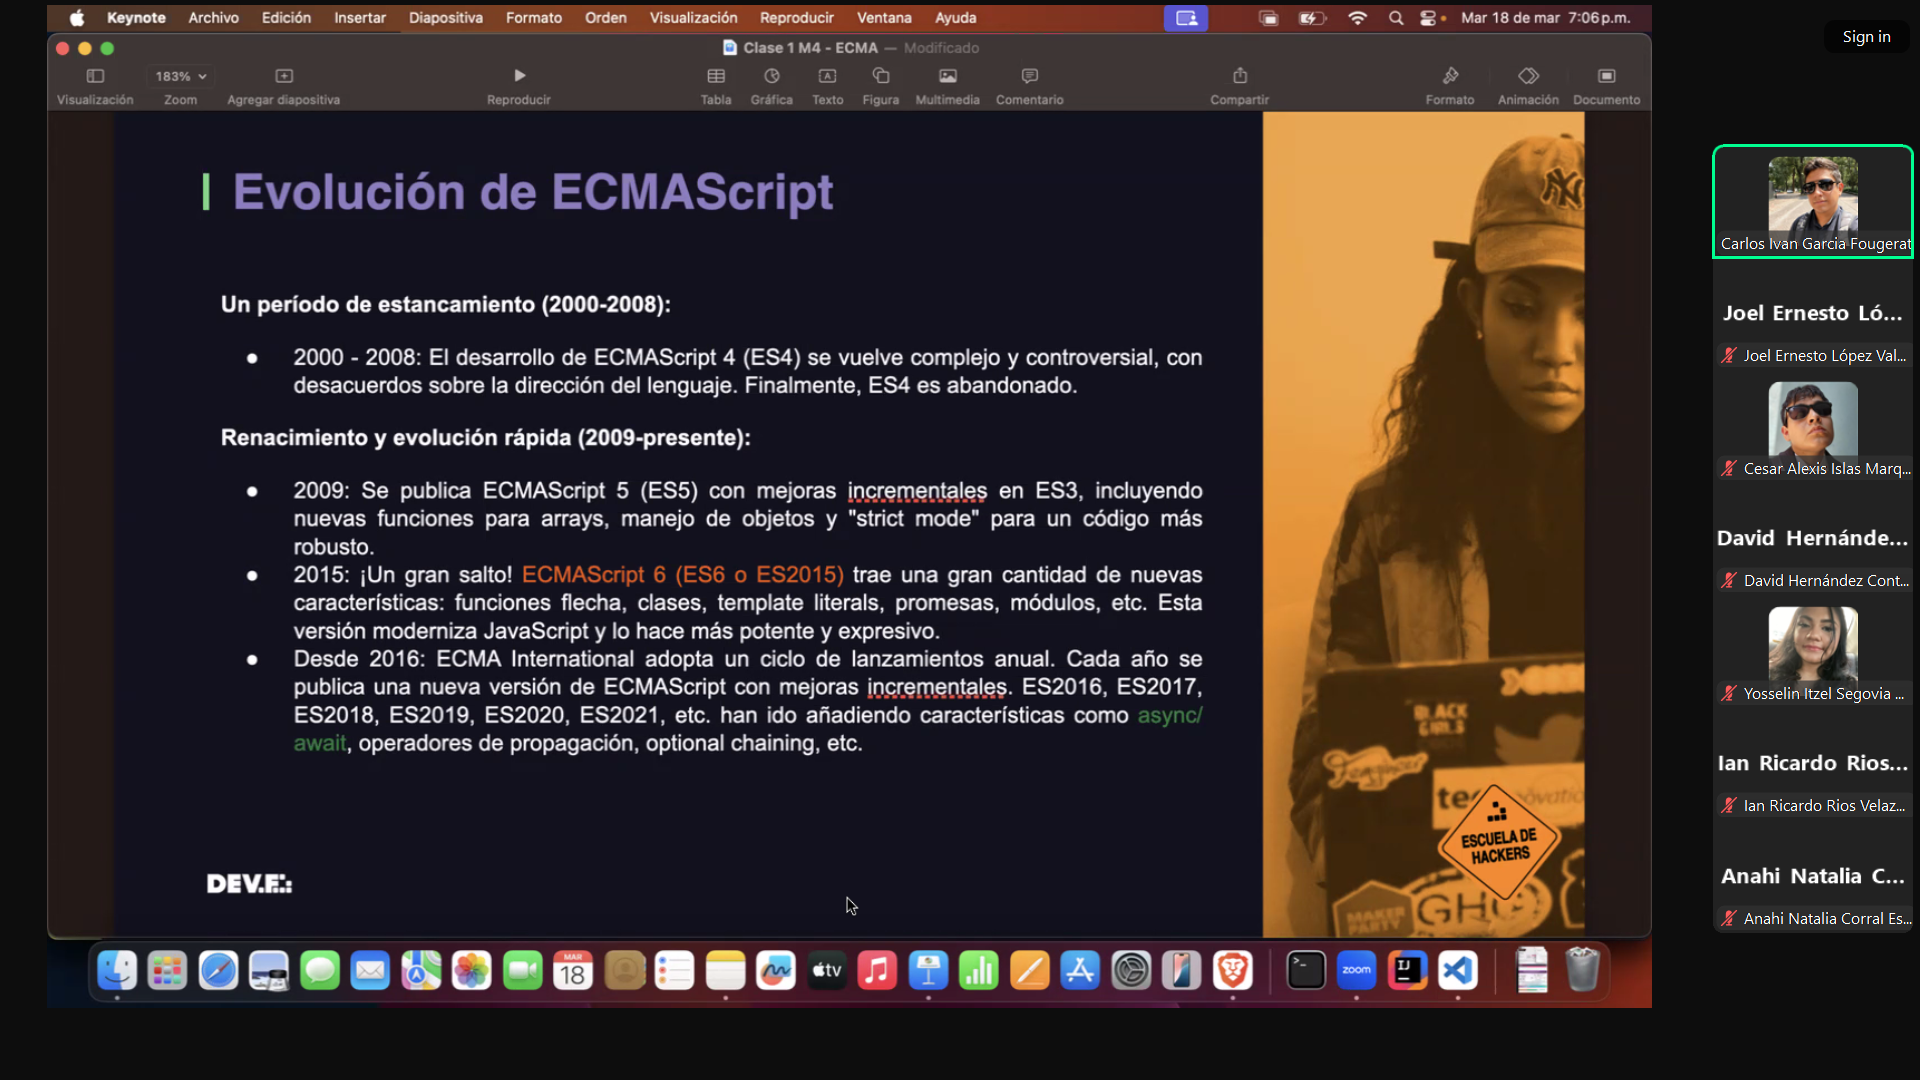 Keynote Archivo Edición Insertar Diapositiva Formato Orden Visualización Reproducir Ventana Ayuda Mar 18 de mar 7:06 p.m.
Sign in
Clase 1 M4 - ECMA — Modificado
183%
Visualización Zoom Agregar diapositiva Reproducir Tabla Gráfica Texto Figura Multimedia Comentario Compartir Formato Animación Documento
Evolución de ECMAScript
Un período de estancamiento (2000-2008):
● 2000 - 2008: El desarrollo de ECMAScript 4 (ES4) se vuelve complejo y controversial, con
desacuerdos sobre la dirección del lenguaje. Finalmente, ES4 es abandonado.
Renacimiento y evolución rápida (2009-presente):
● 2009: Se publica ECMAScript 5 (ES5) con mejoras incrementales en ES3, incluyendo
nuevas funciones para arrays, manejo de objetos y "strict mode" para un código más
robusto.
● 2015: ¡Un gran salto! ECMAScript 6 (ES6 o ES2015) trae una gran cantidad de nuevas
características: funciones flecha, clases, template literals, promesas, módulos, etc. Esta
versión moderniza JavaScript y lo hace más potente y expresivo.
● Desde 2016: ECMA International adopta un ciclo de lanzamientos anual. Cada año se
publica una nueva versión de ECMAScript con mejoras incrementales. ES2016, ES2017,
ES2018, ES2019, ES2020, ES2021, etc. han ido añadiendo características como async/
await, operadores de propagación, optional chaining, etc.
DEV.F.:
NY
BLACK
GIRLS
ESCUELA DE
HACKERS
MAKER
PARTY
GHC
MAR
18
tv
zoom
IJ
Carlos Ivan Garcia Fougerat
Joel Ernesto Ló...
Joel Ernesto López Val...
Cesar Alexis Islas Marq...
David Hernánde...
David Hernández Cont...
Yosselin Itzel Segovia ...
Ian Ricardo Rios...
Ian Ricardo Rios Velaz...
Anahi Natalia C...
Anahi Natalia Corral Es...